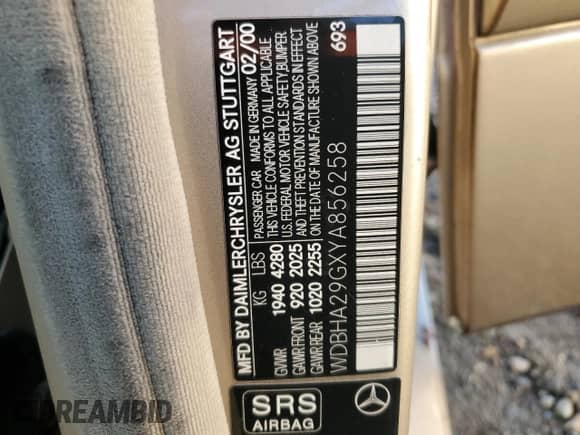 MFD BY DAIMLERCHRYSLER AG STUTTGART
PASSENGER CAR MADE IN GERMANY 02/00
THIS VEHICLE CONFORMS TO ALL APPLICABLE
U.S. FEDERAL MOTOR VEHICLE SAFETY, BUMPER
AND THEFT PREVENTION STANDARDS IN EFFECT
ON THE DATE OF MANUFACTURE SHOWN ABOVE
KG LBS
GVWR 1940 4280
GAWR FRONT 920 2025
GAWR REAR 1020 2255
693
WDBHA29GXYA856258
SRS
AIRBAG
DREAMBID